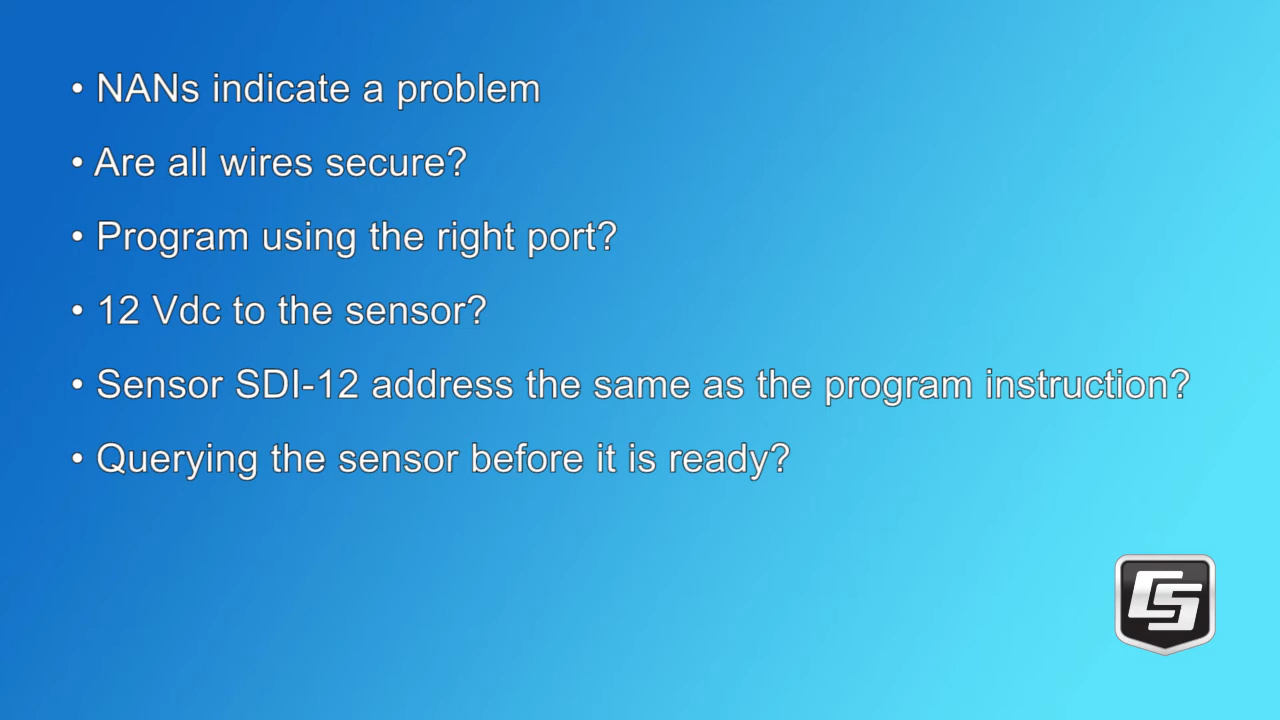 • NANs indicate a problem
• Are all wires secure?
• Program using the right port?
• 12 Vdc to the sensor?
• Sensor SDI-12 address the same as the program instruction?
• Querying the sensor before it is ready?
CS